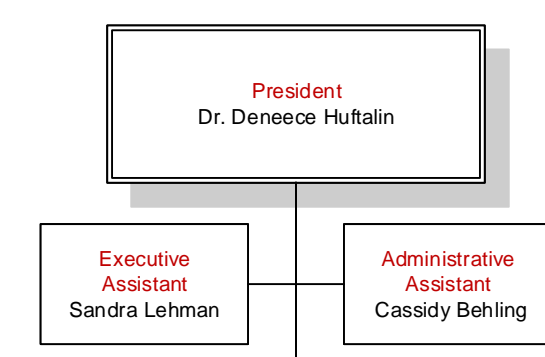 President
Dr. Deneece Huftalin
Executive
Assistant
Sandra Lehman
Administrative
Assistant
Cassidy Behling